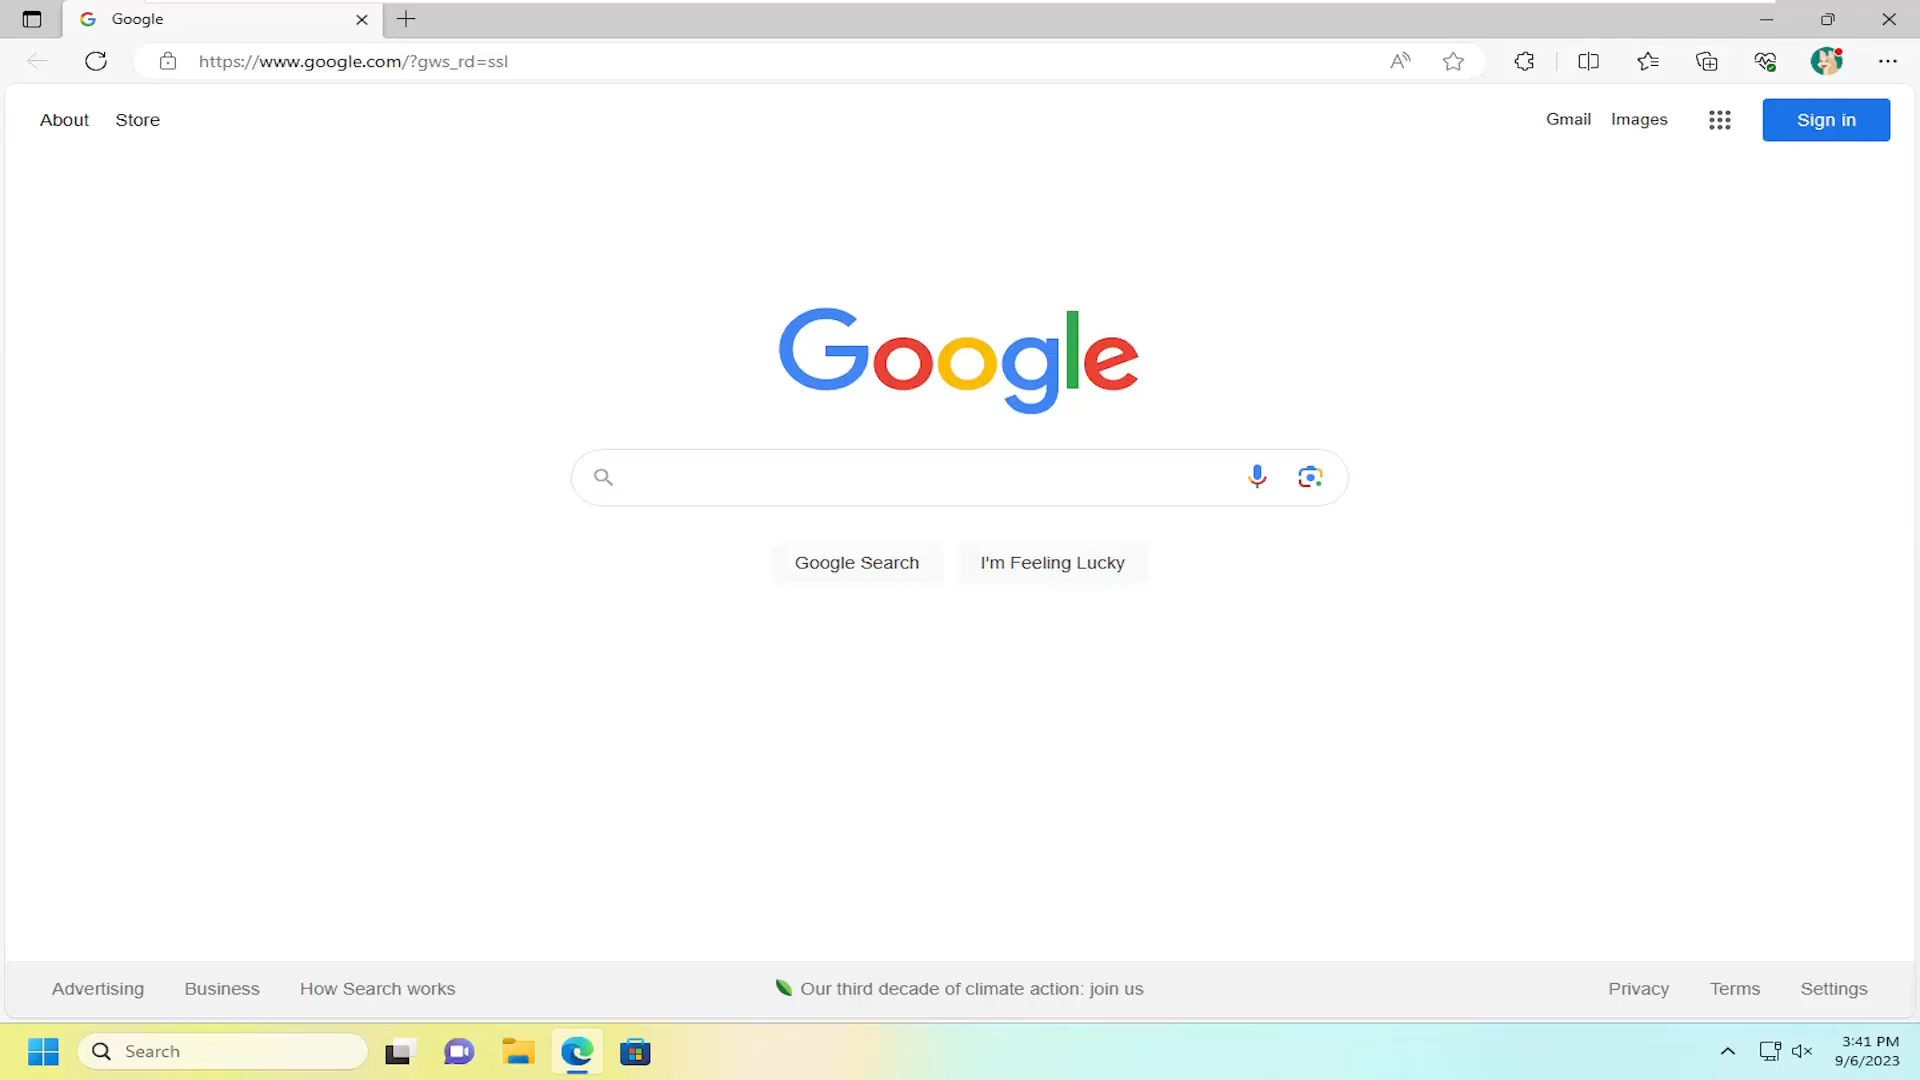 Google
https://www.google.com/?gws_rd=ssl
About Store Gmail Images Sign in
Google
Google Search I'm Feeling Lucky
Advertising Business How Search works Our third decade of climate action: join us Privacy Terms Settings
Search 3:41 PM
9/6/2023